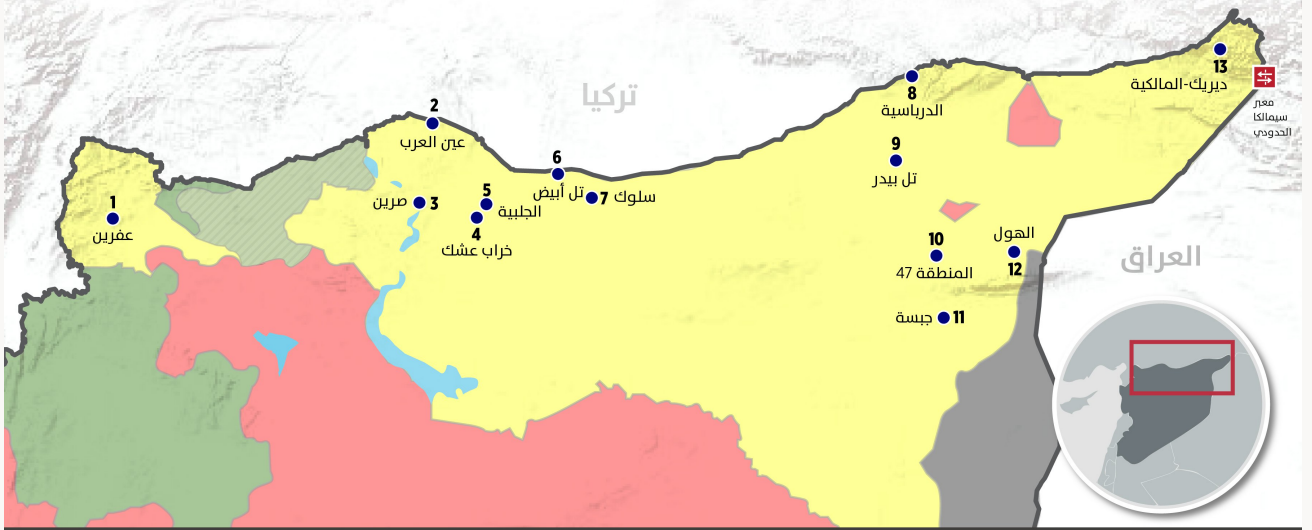 تركيا
العراق
1
عفرين
2
عين العرب
صرين 3
5
الجلبية
4
خراب عشك
6
تل أبيض
7 سلوك
8
الدرباسية
9
تل بيدر
10
المنطقة 47
جبسة 11
الهول
12
13
ديريك-المالكية
معبر
سيمالكا
الحدودي